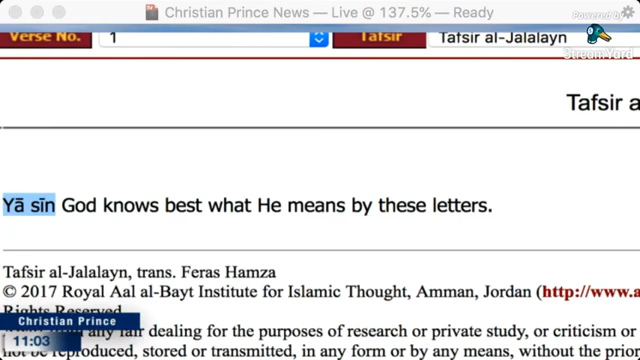 Christian Prince News — Live @ 137.5% — Ready
Powered by
StreamYard
Verse No. 1 Tafsir Tafsir al-Jalalayn
Tafsir a
Yā sīn God knows best what He means by these letters.
Tafsir al-Jalalayn, trans. Feras Hamza
© 2017 Royal Aal al-Bayt Institute for Islamic Thought, Amman, Jordan (http://www.a
Rights Reserved
Christian Prince
any fair dealing for the purposes of research or private study, or criticism or
11:03
not be reproduced, stored or transmitted, in any form or by any means, without the prio